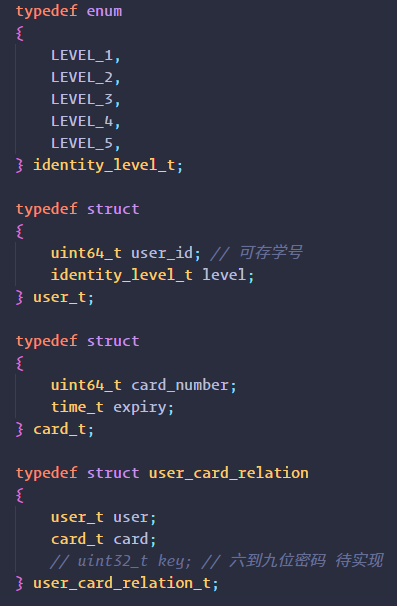 typedef enum
{
    LEVEL_1,
    LEVEL_2,
    LEVEL_3,
    LEVEL_4,
    LEVEL_5,
} identity_level_t;

typedef struct
{
    uint64_t user_id; // 可存学号
    identity_level_t level;
} user_t;

typedef struct
{
    uint64_t card_number;
    time_t expiry;
} card_t;

typedef struct user_card_relation
{
    user_t user;
    card_t card;
    // uint32_t key; // 六到九位密码 待实现
} user_card_relation_t;